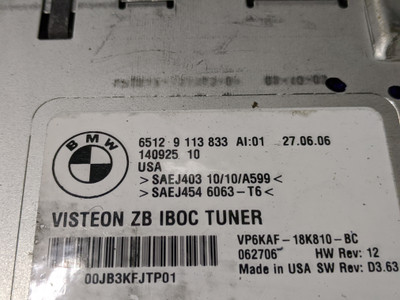 BMW
6512 9 113 833 AI:01 27.06.06
140925 10
USA
>SAEJ403 10/10/A599<
>SAEJ454 6063-T6<
VISTEON ZB IBOC TUNER
VP6KAF-18K810-BC
062706 HW Rev: 12
00JB3KFJTP01 Made in USA SW Rev: D3.63